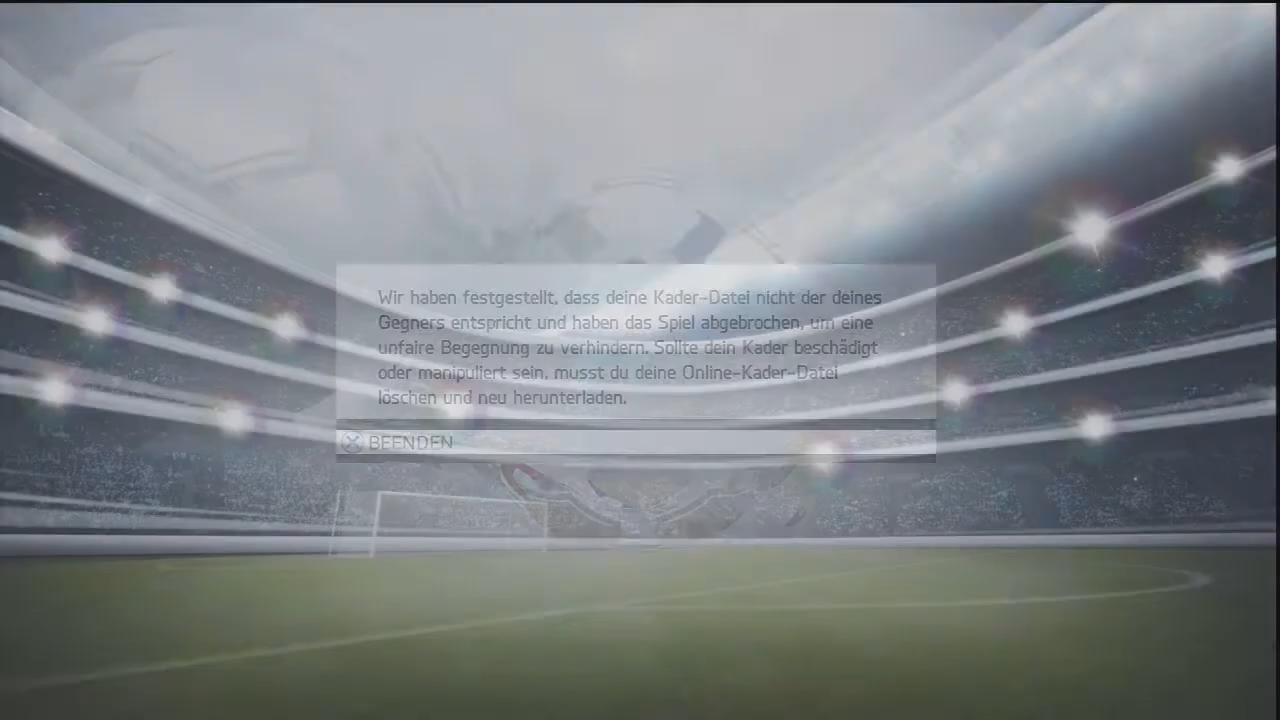 Wir haben festgestellt, dass deine Kader-Datei nicht der deines
Gegners entspricht und haben das Spiel abgebrochen, um eine
unfaire Begegnung zu verhindern. Sollte dein Kader beschädigt
oder manipuliert sein, musst du deine Online-Kader-Datei
löschen und neu herunterladen.
BEENDEN